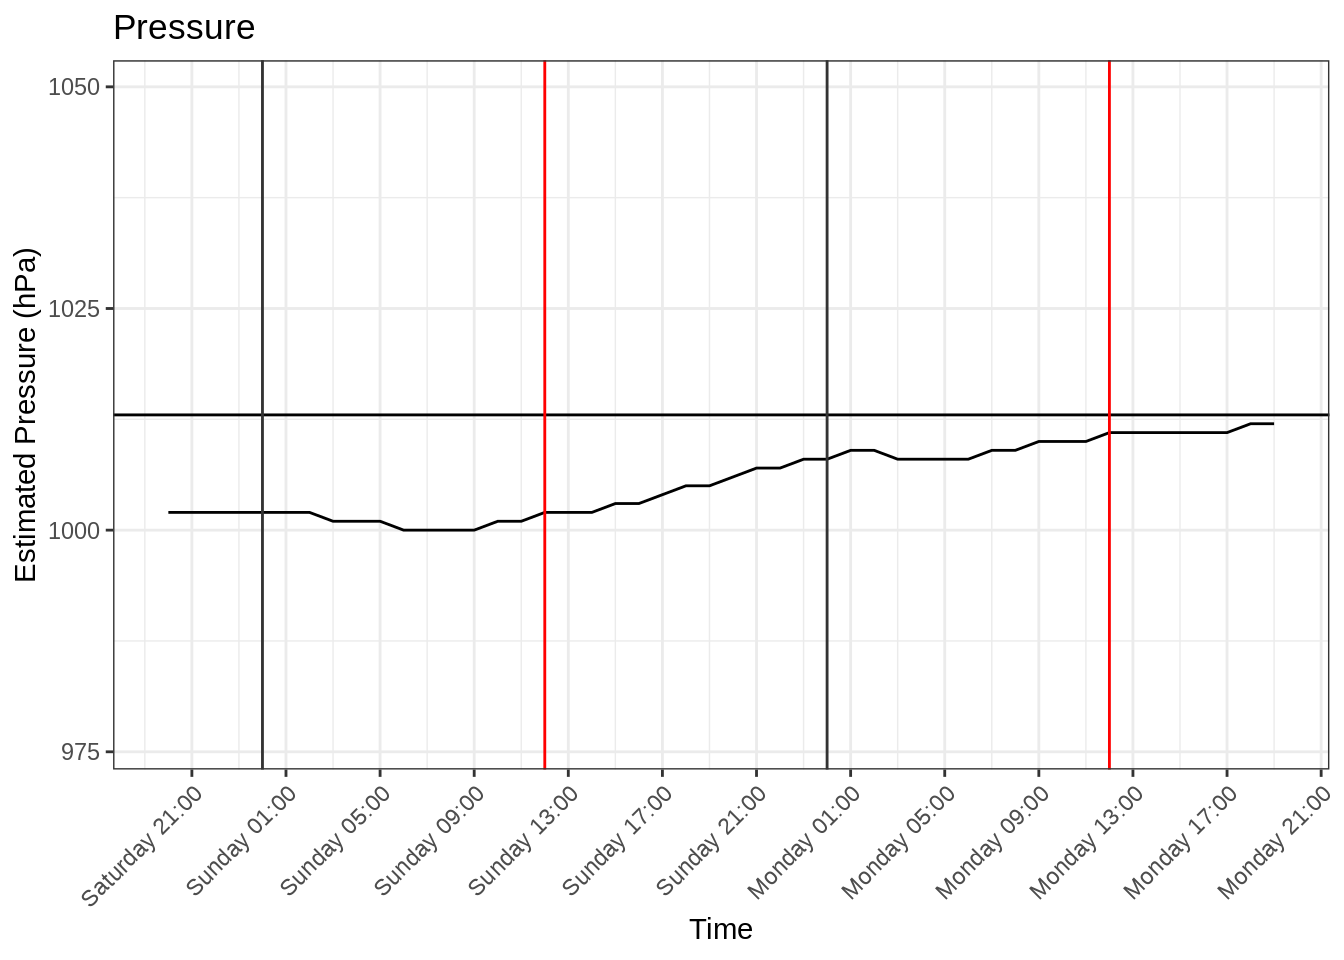 Pressure
1050
1025
1000
975
Estimated Pressure (hPa)
Saturday 21:00
Sunday 01:00
Sunday 05:00
Sunday 09:00
Sunday 13:00
Sunday 17:00
Sunday 21:00
Monday 01:00
Monday 05:00
Monday 09:00
Monday 13:00
Monday 17:00
Monday 21:00
Time